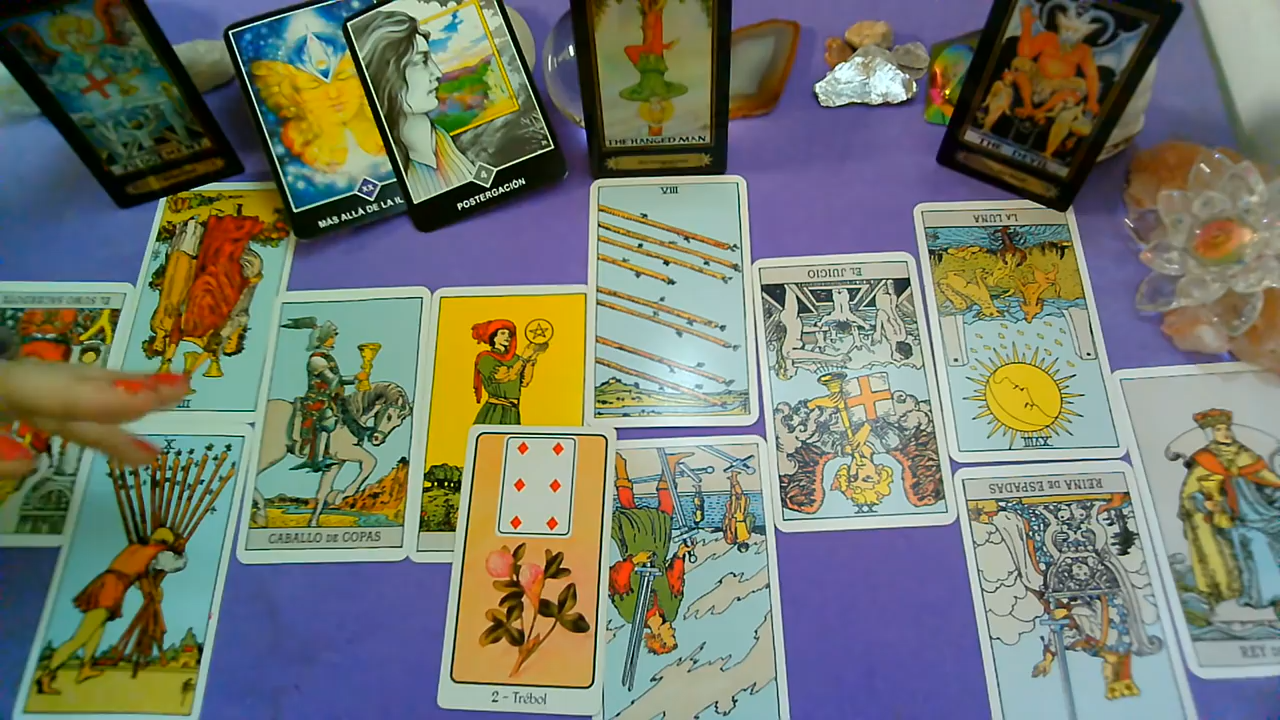 XX
MÁS ALLÁ DE LA IL
4
POSTERGACIÓN
THE HANGED MAN
THE DEVIL
VIII
LA LUNA
EL JUICIO
EL SUMO SACERDOTE
XVIII
X
REINA DE ESPADAS
CABALLO DE COPAS
REY D
2 - Trébol